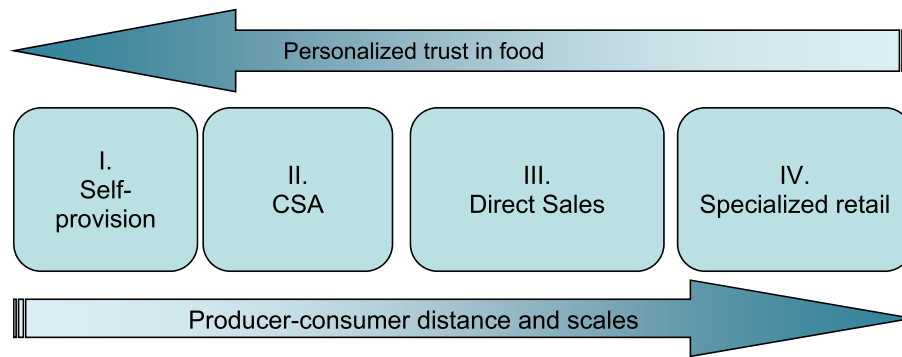 Personalized trust in food
I.
Self-
provision
II.
CSA
III.
Direct Sales
IV.
Specialized retail
Producer-consumer distance and scales